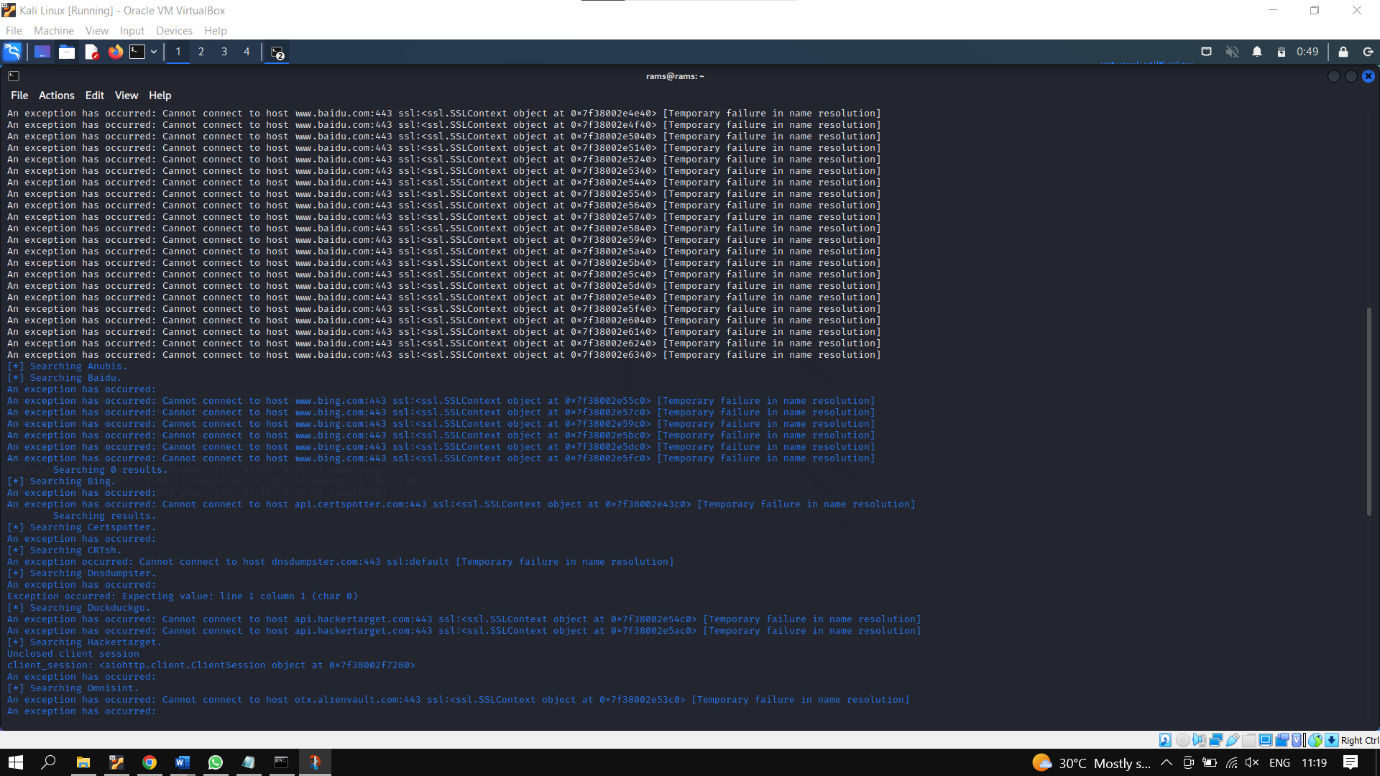 Kali Linux [Running] - Oracle VM VirtualBox
File Machine View Input Devices Help
1 2 3 4 2 0:49
rams@rams: ~
File Actions Edit View Help
An exception has occurred: Cannot connect to host www.baidu.com:443 ssl:<ssl.SSLContext object at 0×7f38002e4e40> [Temporary failure in name resolution]
An exception has occurred: Cannot connect to host www.baidu.com:443 ssl:<ssl.SSLContext object at 0×7f38002e4f40> [Temporary failure in name resolution]
An exception has occurred: Cannot connect to host www.baidu.com:443 ssl:<ssl.SSLContext object at 0×7f38002e5040> [Temporary failure in name resolution]
An exception has occurred: Cannot connect to host www.baidu.com:443 ssl:<ssl.SSLContext object at 0×7f38002e5140> [Temporary failure in name resolution]
An exception has occurred: Cannot connect to host www.baidu.com:443 ssl:<ssl.SSLContext object at 0×7f38002e5240> [Temporary failure in name resolution]
An exception has occurred: Cannot connect to host www.baidu.com:443 ssl:<ssl.SSLContext object at 0×7f38002e5340> [Temporary failure in name resolution]
An exception has occurred: Cannot connect to host www.baidu.com:443 ssl:<ssl.SSLContext object at 0×7f38002e5440> [Temporary failure in name resolution]
An exception has occurred: Cannot connect to host www.baidu.com:443 ssl:<ssl.SSLContext object at 0×7f38002e5540> [Temporary failure in name resolution]
An exception has occurred: Cannot connect to host www.baidu.com:443 ssl:<ssl.SSLContext object at 0×7f38002e5640> [Temporary failure in name resolution]
An exception has occurred: Cannot connect to host www.baidu.com:443 ssl:<ssl.SSLContext object at 0×7f38002e5740> [Temporary failure in name resolution]
An exception has occurred: Cannot connect to host www.baidu.com:443 ssl:<ssl.SSLContext object at 0×7f38002e5840> [Temporary failure in name resolution]
An exception has occurred: Cannot connect to host www.baidu.com:443 ssl:<ssl.SSLContext object at 0×7f38002e5940> [Temporary failure in name resolution]
An exception has occurred: Cannot connect to host www.baidu.com:443 ssl:<ssl.SSLContext object at 0×7f38002e5a40> [Temporary failure in name resolution]
An exception has occurred: Cannot connect to host www.baidu.com:443 ssl:<ssl.SSLContext object at 0×7f38002e5b40> [Temporary failure in name resolution]
An exception has occurred: Cannot connect to host www.baidu.com:443 ssl:<ssl.SSLContext object at 0×7f38002e5c40> [Temporary failure in name resolution]
An exception has occurred: Cannot connect to host www.baidu.com:443 ssl:<ssl.SSLContext object at 0×7f38002e5d40> [Temporary failure in name resolution]
An exception has occurred: Cannot connect to host www.baidu.com:443 ssl:<ssl.SSLContext object at 0×7f38002e5e40> [Temporary failure in name resolution]
An exception has occurred: Cannot connect to host www.baidu.com:443 ssl:<ssl.SSLContext object at 0×7f38002e5f40> [Temporary failure in name resolution]
An exception has occurred: Cannot connect to host www.baidu.com:443 ssl:<ssl.SSLContext object at 0×7f38002e6040> [Temporary failure in name resolution]
An exception has occurred: Cannot connect to host www.baidu.com:443 ssl:<ssl.SSLContext object at 0×7f38002e6140> [Temporary failure in name resolution]
An exception has occurred: Cannot connect to host www.baidu.com:443 ssl:<ssl.SSLContext object at 0×7f38002e6240> [Temporary failure in name resolution]
An exception has occurred: Cannot connect to host www.baidu.com:443 ssl:<ssl.SSLContext object at 0×7f38002e6340> [Temporary failure in name resolution]
[*] Searching Anubis.
[*] Searching Baidu.
An exception has occurred:
An exception has occurred: Cannot connect to host www.bing.com:443 ssl:<ssl.SSLContext object at 0×7f38002e55c0> [Temporary failure in name resolution]
An exception has occurred: Cannot connect to host www.bing.com:443 ssl:<ssl.SSLContext object at 0×7f38002e57c0> [Temporary failure in name resolution]
An exception has occurred: Cannot connect to host www.bing.com:443 ssl:<ssl.SSLContext object at 0×7f38002e59c0> [Temporary failure in name resolution]
An exception has occurred: Cannot connect to host www.bing.com:443 ssl:<ssl.SSLContext object at 0×7f38002e5bc0> [Temporary failure in name resolution]
An exception has occurred: Cannot connect to host www.bing.com:443 ssl:<ssl.SSLContext object at 0×7f38002e5dc0> [Temporary failure in name resolution]
An exception has occurred: Cannot connect to host www.bing.com:443 ssl:<ssl.SSLContext object at 0×7f38002e5fc0> [Temporary failure in name resolution]
Searching 0 results.
[*] Searching Bing.
An exception has occurred:
An exception has occurred: Cannot connect to host api.certspotter.com:443 ssl:<ssl.SSLContext object at 0×7f38002e43c0> [Temporary failure in name resolution]
Searching results.
[*] Searching Certspotter.
An exception has occurred:
[*] Searching CRTsh.
An exception occurred: Cannot connect to host dnsdumpster.com:443 ssl:default [Temporary failure in name resolution]
[*] Searching Dnsdumpster.
An exception has occurred:
Exception occurred: Expecting value: line 1 column 1 (char 0)
[*] Searching Duckduckgo.
An exception has occurred: Cannot connect to host api.hackertarget.com:443 ssl:<ssl.SSLContext object at 0×7f38002e54c0> [Temporary failure in name resolution]
An exception has occurred: Cannot connect to host api.hackertarget.com:443 ssl:<ssl.SSLContext object at 0×7f38002e5ac0> [Temporary failure in name resolution]
[*] Searching Hackertarget.
Unclosed client session
client_session: <aiohttp.client.ClientSession object at 0×7f38002f7280>
An exception has occurred:
[*] Searching Omnisint.
An exception has occurred: Cannot connect to host otx.alienvault.com:443 ssl:<ssl.SSLContext object at 0×7f38002e53c0> [Temporary failure in name resolution]
An exception has occurred:
Right Ctrl
30°C Mostly s... ENG 11:19